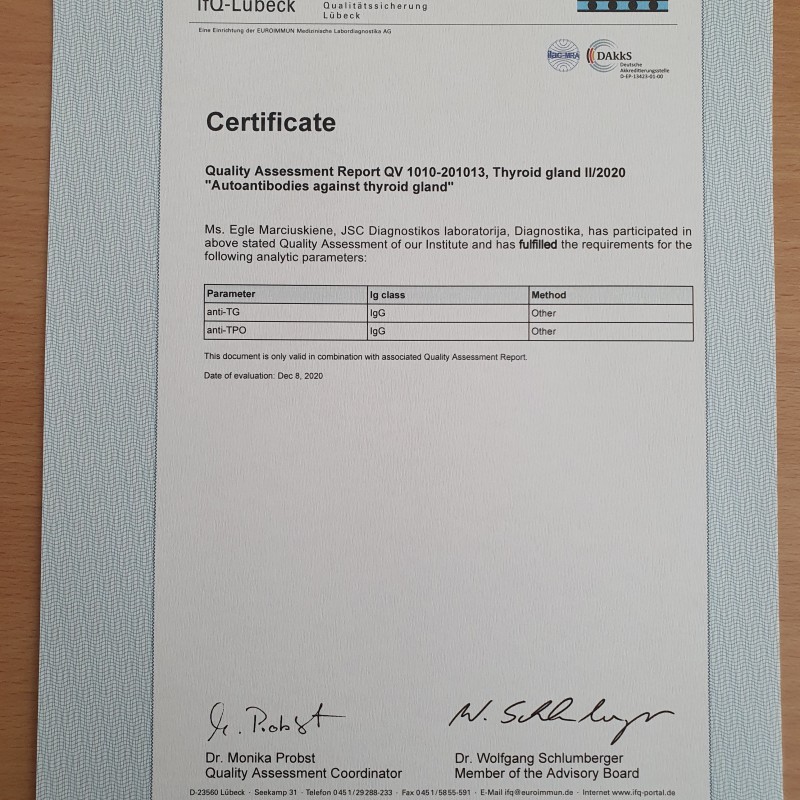 IfQ-Lübeck
Qualitätssicherung
Lübeck
Eine Einrichtung der EUROIMMUN Medizinische Labordiagnostika AG
ilac-MRA
DAkkS
Deutsche
Akkreditierungsstelle
D-EP-13423-01-00
Certificate
Quality Assessment Report QV 1010-201013, Thyroid gland II/2020
"Autoantibodies against thyroid gland"
Ms. Egle Marciuskiene, JSC Diagnostikos laboratorija, Diagnostika, has participated in
above stated Quality Assessment of our Institute and has fulfilled the requirements for the
following analytic parameters:
Parameter Ig class Method
anti-TG IgG Other
anti-TPO IgG Other
This document is only valid in combination with associated Quality Assessment Report.
Date of evaluation: Dec 8, 2020
M. Probst W. Schlumberger
Dr. Monika Probst Dr. Wolfgang Schlumberger
Quality Assessment Coordinator Member of the Advisory Board
D-23560 Lübeck · Seekamp 31 · Telefon 0451/29288-233 · Fax 0451/5855-591 · E-Mail ifq@euroimmun.de · Internet www.ifq-portal.de